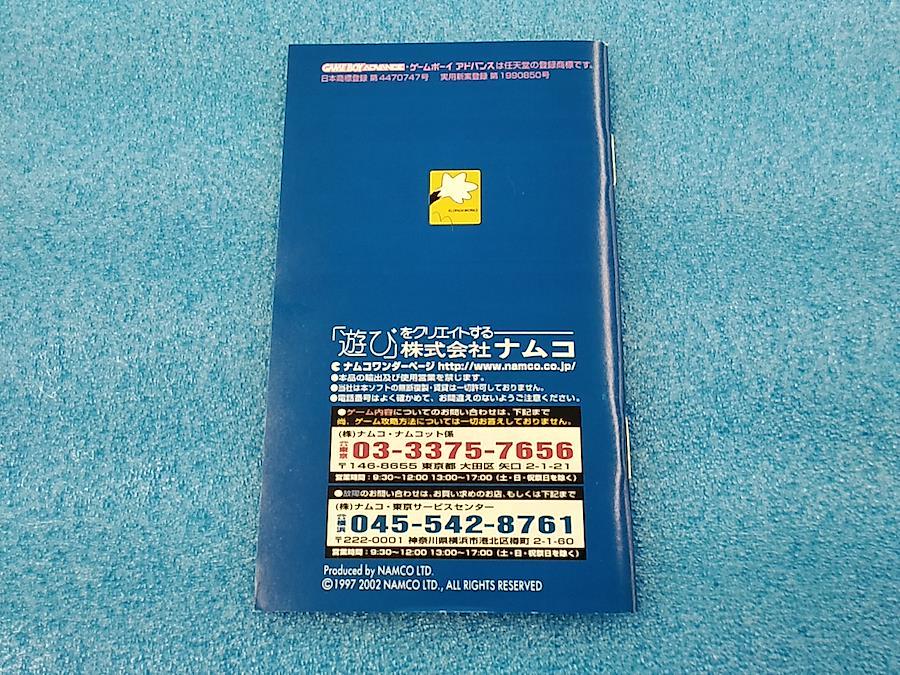 GAME BOY ADVANCE・ゲームボーイ アドバンスは任天堂の登録商標です。
日本商標登録 第4470747号　実用新案登録 第1990850号
KLONOA WORKS
「遊び」をクリエイトする
株式会社ナムコ
ナムコワンダーページ http://www.namco.co.jp/
●本品の輸出及び使用営業を禁じます。
●当社は本ソフトの無断複製・賃貸は一切許可しておりません。
●電話番号はよく確かめて、お間違えのないようご注意ください。
●ゲーム内容についてのお問い合わせは、下記まで
尚、ゲーム攻略方法については一切お答えしておりません。
(株)ナムコ・ナムコット係
☎東京 03-3375-7656
〒146-8655 東京都 大田区 矢口 2-1-21
営業時間:9:30~12:00 13:00~17:00 (土・日・祝祭日を除く)
●故障のお問い合わせは、お買い求めのお店、もしくは下記まで
(株)ナムコ・東京サービスセンター
☎横浜 045-542-8761
〒222-0001 神奈川県横浜市港北区樽町 2-1-60
営業時間:9:30~12:00 13:00~17:00 (土・日・祝祭日を除く)
Produced by NAMCO LTD.
©1997 2002 NAMCO LTD., ALL RIGHTS RESERVED